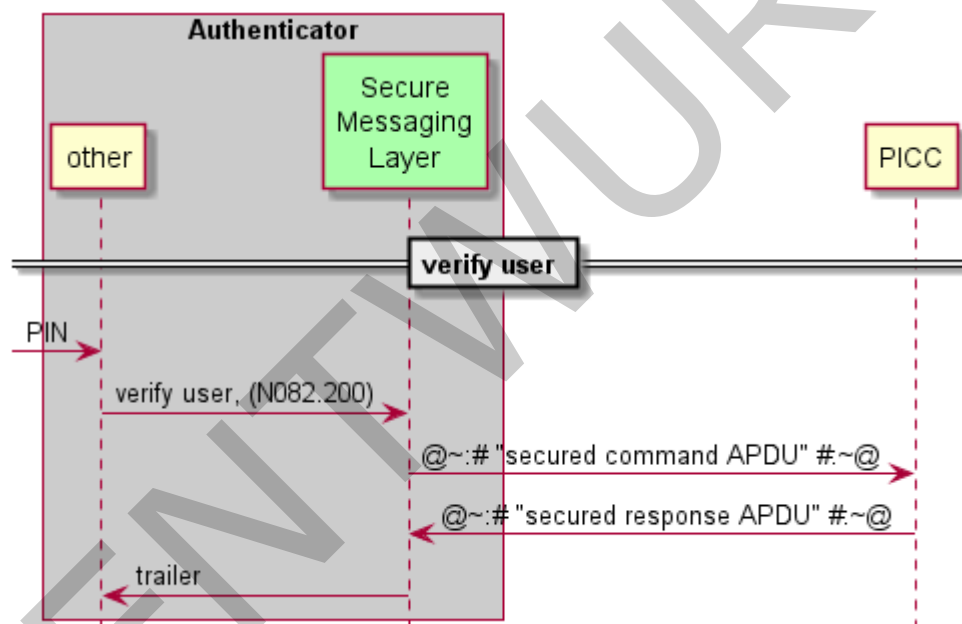 Authenticator
Secure
Messaging
Layer
other
PICC
verify user
PIN
verify user, (N082.200)
@~:# "secured command APDU" #:~@
@~:# "secured response APDU" #:~@
trailer
ENTWUR